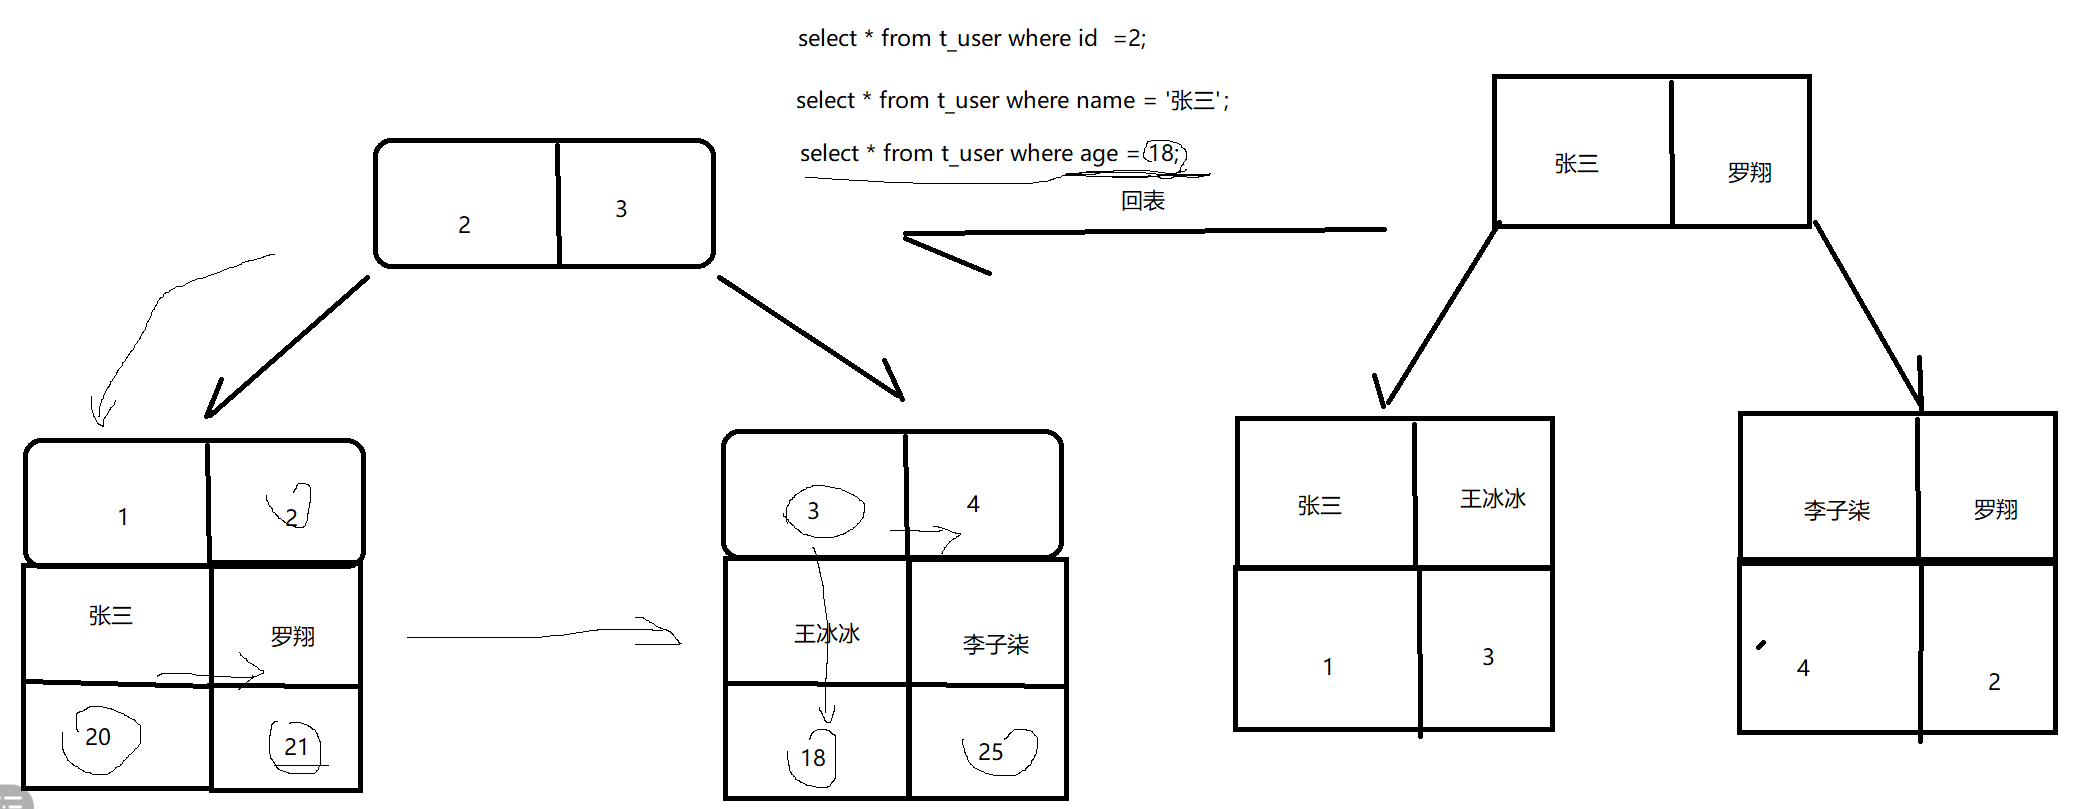 select * from t_user where id =2;
select * from t_user where name = '张三';
select * from t_user where age =18;
回表
2
3
张三
罗翔
1
2
张三
罗翔
20
21
3
4
王冰冰
李子柒
18
25
张三
王冰冰
1
3
李子柒
罗翔
4
2